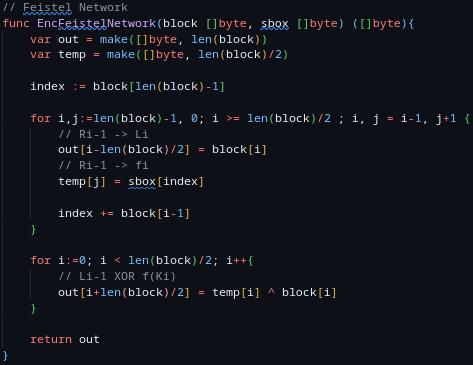 // Feistel Network
func EncFeistelNetwork(block []byte, sbox []byte) ([]byte){
    var out = make([]byte, len(block))
    var temp = make([]byte, len(block)/2)

    index := block[len(block)-1]

    for i,j:=len(block)-1, 0; i >= len(block)/2 ; i, j = i-1, j+1 {
        // Ri-1 -> Li
        out[i-len(block)/2] = block[i]
        // Ri-1 -> fi
        temp[j] = sbox[index]

        index += block[i-1]
    }

    for i:=0; i < len(block)/2; i++{
        // Li-1 XOR f(Ki)
        out[i+len(block)/2] = temp[i] ^ block[i]
    }

    return out
}